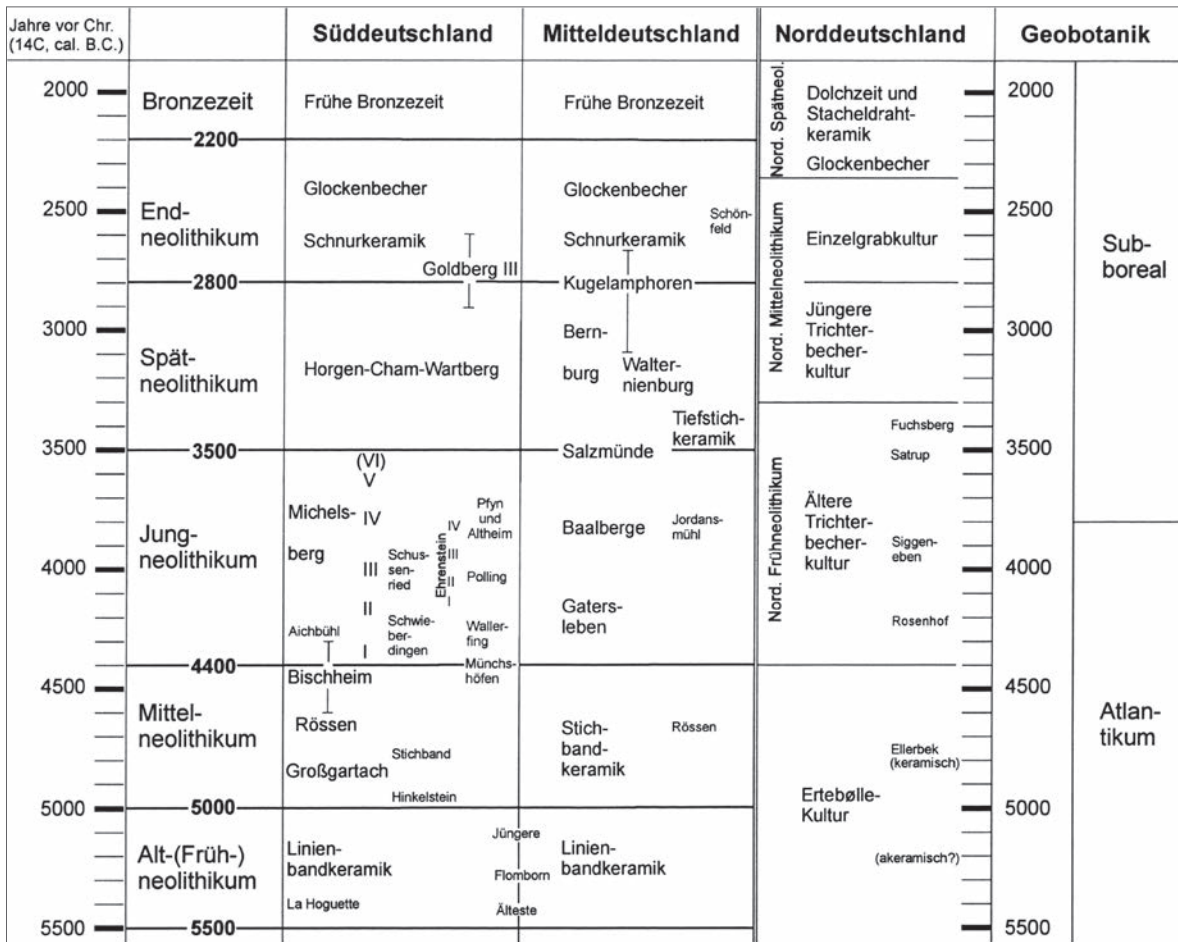 Jahre vor Chr.
(14C, cal. B.C.)
Süddeutschland
Mitteldeutschland
Norddeutschland
Geobotanik
2000
2500
3000
3500
4000
4500
5000
5500
Bronzezeit
2200
End-
neolithikum
2800
Spät-
neolithikum
3500
Jung-
neolithikum
4400
Mittel-
neolithikum
5000
Alt-(Früh-)
neolithikum
5500
Frühe Bronzezeit
Glockenbecher
Schnurkeramik
Goldberg III
Horgen-Cham-Wartberg
(VI)
V
Michels-
berg
IV
III
II
I
Schus-
sen-
ried
Ehrenstein
IV
III
II
I
Pfyn
und
Altheim
Polling
Aichbühl
Schwie-
ber-
dingen
Waller-
fing
Münchs-
höfen
Bischheim
Rössen
Stichband
Großgartach
Hinkelstein
Linien-
bandkeramik
La Hoguette
Jüngere
Flomborn
Älteste
Frühe Bronzezeit
Glockenbecher
Schön-
feld
Schnurkeramik
Kugelamphoren
Bern-
burg
Walter-
nienburg
Tiefstich-
keramik
Salzmünde
Baalberge
Jordans-
mühl
Gaters-
leben
Stich-
band-
keramik
Rössen
Linien-
bandkeramik
Nord. Spätneol.
Dolchzeit und
Stacheldraht-
keramik
Glockenbecher
Nord. Mittelneolithikum
Einzelgrabkultur
Jüngere
Trichter-
becher-
kultur
Nord. Frühneolithikum
Fuchsberg
Satrup
Ältere
Trichter-
becher-
kultur
Siggen-
eben
Rosenhof
Ellerbek
(keramisch)
Ertebølle-
Kultur
(akeramisch?)
2000
2500
3000
3500
4000
4500
5000
5500
Sub-
boreal
Atlan-
tikum